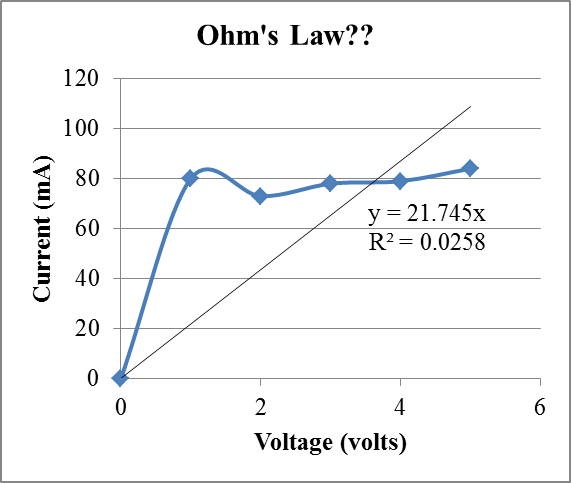 Ohm's Law??
120
100
80
60
40
20
0
0
2
4
6
Current (mA)
Voltage (volts)
y = 21.745x
R² = 0.0258